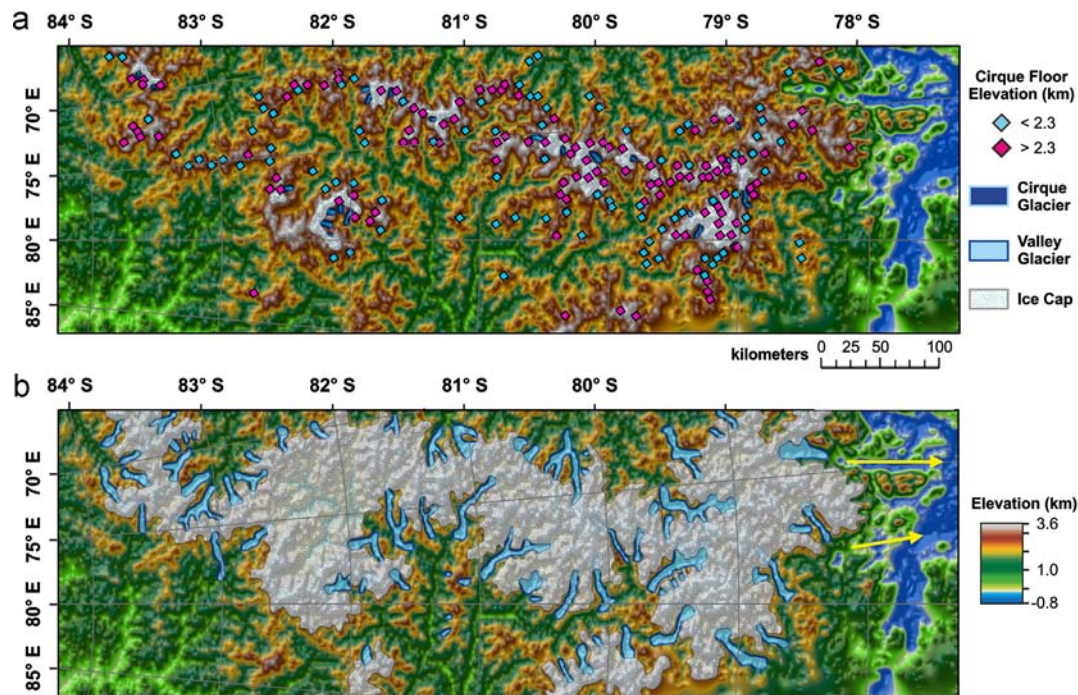 a
84° S 83° S 82° S 81° S 80° S 79° S 78° S
70° E
75° E
80° E
85° E
Cirque Floor
Elevation (km)
< 2.3
> 2.3
Cirque
Glacier
Valley
Glacier
Ice Cap
kilometers 0 25 50 100
b
84° S 83° S 82° S 81° S 80° S
70° E
75° E
80° E
85° E
Elevation (km)
3.6
1.0
-0.8